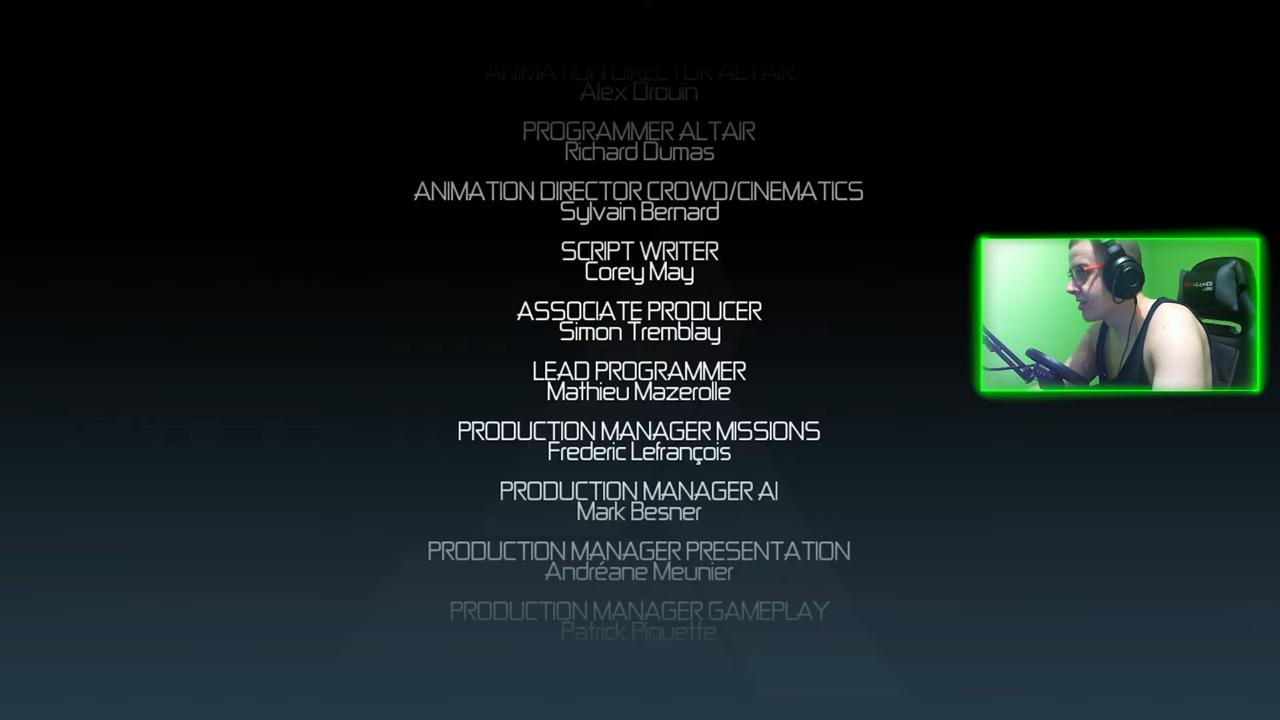 ANIMATION DIRECTOR ALTAIR
Alex Drouin
PROGRAMMER ALTAIR
Richard Dumas
ANIMATION DIRECTOR CROWD/CINEMATICS
Sylvain Bernard
SCRIPT WRITER
Corey May
ASSOCIATE PRODUCER
Simon Tremblay
LEAD PROGRAMMER
Mathieu Mazerolle
PRODUCTION MANAGER MISSIONS
Frederic Lefrançois
PRODUCTION MANAGER AI
Mark Besner
PRODUCTION MANAGER PRESENTATION
Andréane Meunier
PRODUCTION MANAGER GAMEPLAY
Patrick Piquette